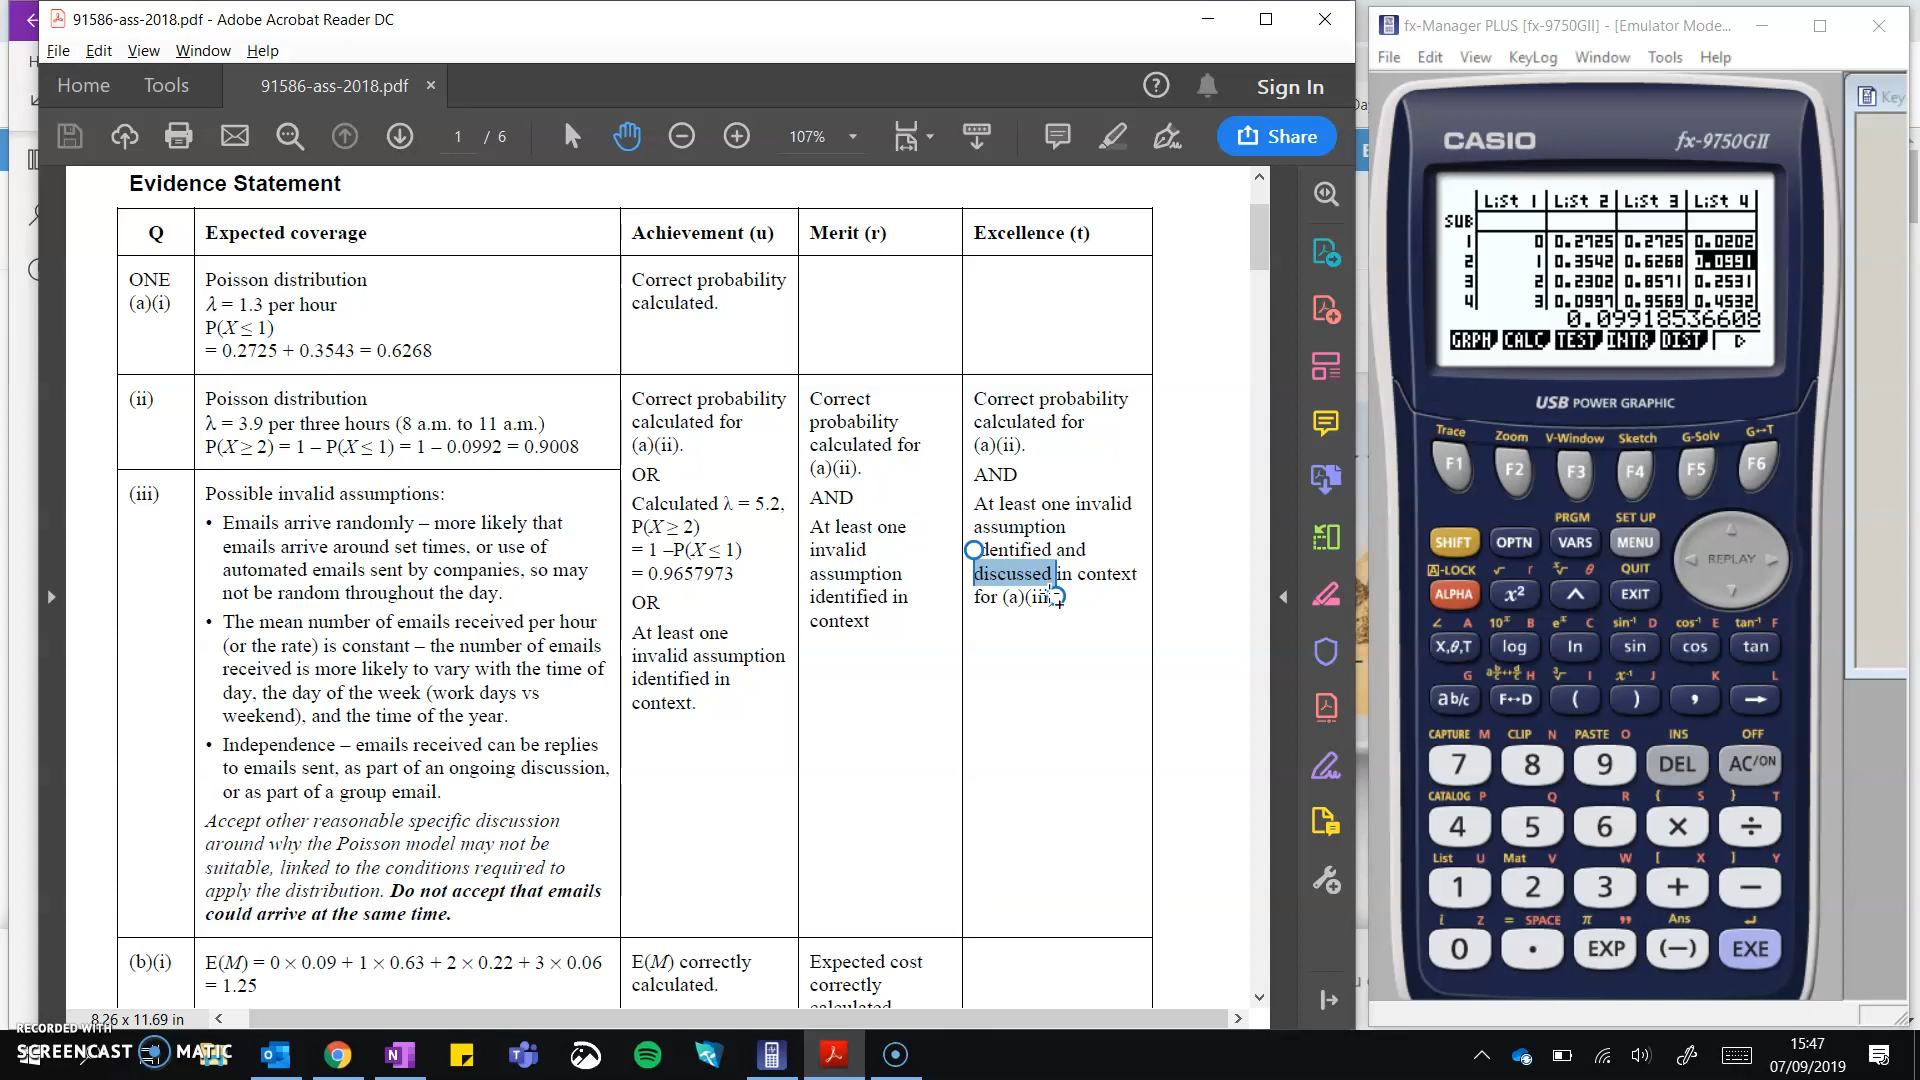 91586-ass-2018.pdf - Adobe Acrobat Reader DC
File Edit View Window Help
Home Tools 91586-ass-2018.pdf × Sign In
1 / 6 107% Share
Evidence Statement
Q Expected coverage Achievement (u) Merit (r) Excellence (t)
ONE
(a)(i)
Poisson distribution
λ = 1.3 per hour
P(X ≤ 1)
= 0.2725 + 0.3543 = 0.6268
Correct probability
calculated.
(ii)
Poisson distribution
λ = 3.9 per three hours (8 a.m. to 11 a.m.)
P(X ≥ 2) = 1 – P(X ≤ 1) = 1 – 0.0992 = 0.9008
(iii)
Possible invalid assumptions:
• Emails arrive randomly – more likely that
emails arrive around set times, or use of
automated emails sent by companies, so may
not be random throughout the day.
• The mean number of emails received per hour
(or the rate) is constant – the number of emails
received is more likely to vary with the time of
day, the day of the week (work days vs
weekend), and the time of the year.
• Independence – emails received can be replies
to emails sent, as part of an ongoing discussion,
or as part of a group email.
Accept other reasonable specific discussion
around why the Poisson model may not be
suitable, linked to the conditions required to
apply the distribution. Do not accept that emails
could arrive at the same time.
Correct probability
calculated for
(a)(ii).
OR
Calculated λ = 5.2,
P(X ≥ 2)
= 1 –P(X ≤ 1)
= 0.9657973
OR
At least one
invalid assumption
identified in
context.
Correct
probability
calculated for
(a)(ii).
AND
At least one
invalid
assumption
identified in
context
Correct probability
calculated for
(a)(ii).
AND
At least one invalid
assumption
identified and
discussed in context
for (a)(iii)
(b)(i)
E(M) = 0 × 0.09 + 1 × 0.63 + 2 × 0.22 + 3 × 0.06
= 1.25
E(M) correctly
calculated.
Expected cost
correctly
calculated
8.26 x 11.69 in
fx-Manager PLUS [fx-9750GII] - [Emulator Mode...
File Edit View KeyLog Window Tools Help
Key
CASIO fx-9750GII
List 1 List 2 List 3 List 4
SUB
1 0 0.2725 0.2725 0.0202
2 1 0.3542 0.6268 0.0991
3 2 0.2302 0.8571 0.2531
4 3 0.0997 0.9569 0.4532
0.09918536608
GRPH CALC TEST INTR DIST ▷
USB POWER GRAPHIC
Trace Zoom V-Window Sketch G-Solv G↔T
F1 F2 F3 F4 F5 F6
PRGM SET UP
SHIFT OPTN VARS MENU
REPLAY
A-LOCK √ r ˣ√ θ QUIT
ALPHA x² ^ EXIT
∠ A 10ˣ B eˣ C sin⁻¹ D cos⁻¹ E tan⁻¹ F
X,θ,T log ln sin cos tan
G H ³√ I x⁻¹ J K L
a b/c F↔D ( ) , →
CAPTURE M CLIP N PASTE O INS OFF
7 8 9 DEL AC/ON
CATALOG P Q R { S } T
4 5 6 × ÷
List U Mat V W [ X ] Y
1 2 3 + −
i Z = SPACE π " Ans ↵
0 • EXP (−) EXE
RECORDED WITH
SCREENCAST MATIC
15:47
07/09/2019